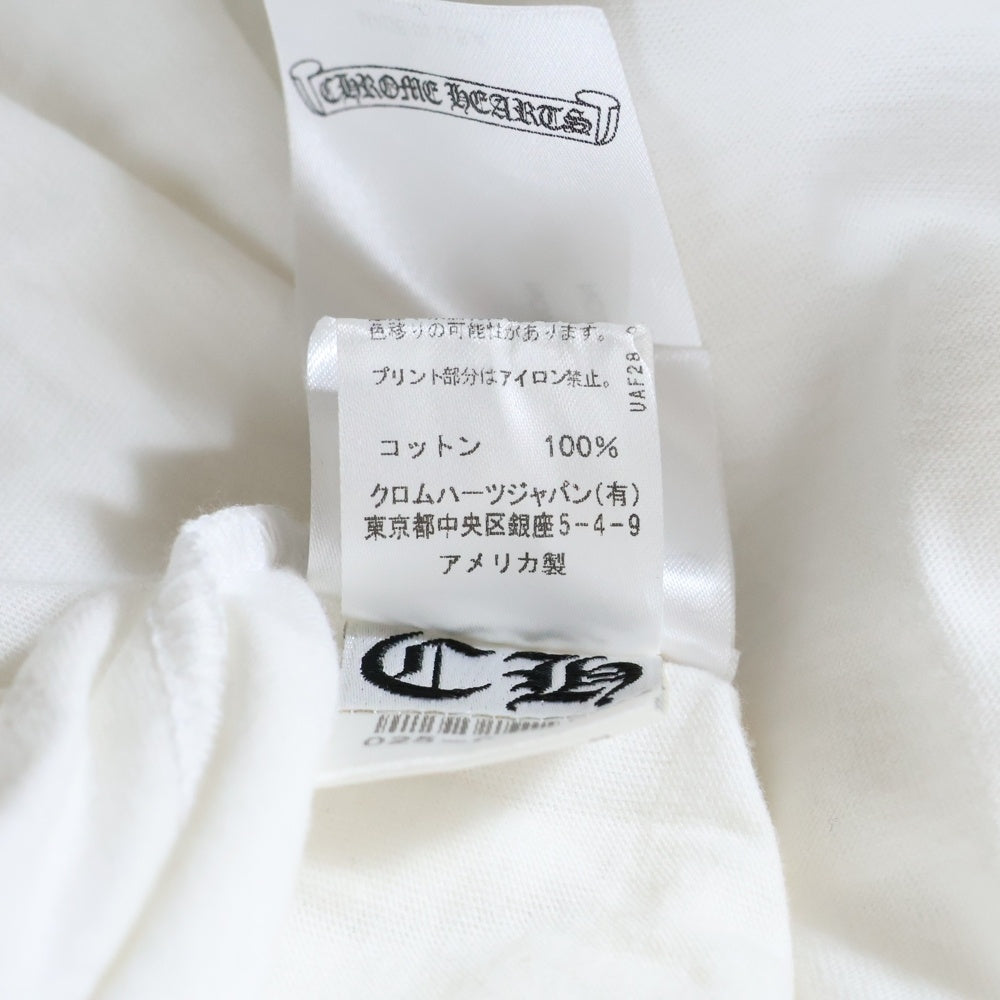 CHROME HEARTS
色移りの可能性があります。
プリント部分はアイロン禁止。
UAF28
コットン 100%
クロムハーツジャパン(有)
東京都中央区銀座5-4-9
アメリカ製